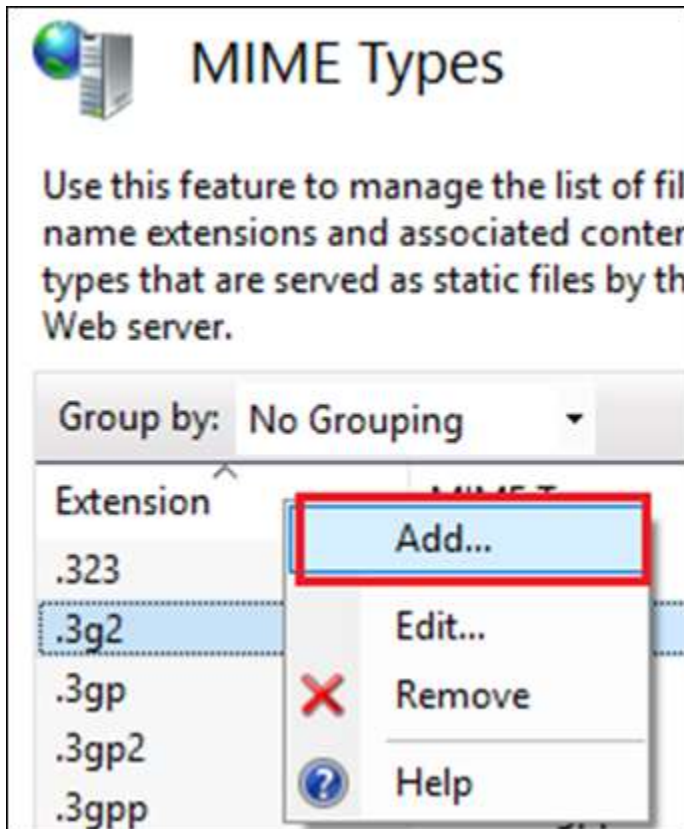 MIME Types
Use this feature to manage the list of fil
name extensions and associated conter
types that are served as static files by th
Web server.
Group by: No Grouping
Extension
.323
.3g2
.3gp
.3gp2
.3gpp
Add...
Edit...
Remove
Help